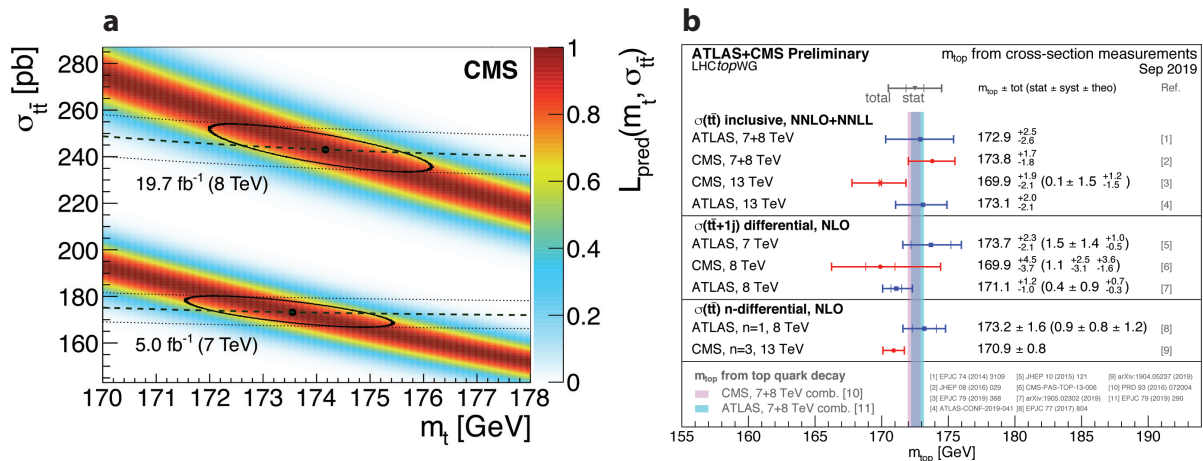 a
σtt̄ [pb]
280
260
240
220
200
180
160
CMS
19.7 fb⁻¹ (8 TeV)
5.0 fb⁻¹ (7 TeV)
170 171 172 173 174 175 176 177 178
mt [GeV]
1
0.8
0.6
0.4
0.2
0
Lpred(mt, σtt̄)
b
ATLAS+CMS Preliminary mtop from cross-section measurements
LHCtopWG Sep 2019
total stat mtop ± tot (stat ± syst ± theo) Ref.
σ(tt̄) inclusive, NNLO+NNLL
ATLAS, 7+8 TeV 172.9 +2.5 -2.6 [1]
CMS, 7+8 TeV 173.8 +1.7 -1.8 [2]
CMS, 13 TeV 169.9 +1.9 -2.1 (0.1 ± 1.5 +1.2 -1.5 ) [3]
ATLAS, 13 TeV 173.1 +2.0 -2.1 [4]
σ(tt̄+1j) differential, NLO
ATLAS, 7 TeV 173.7 +2.3 -2.1 (1.5 ± 1.4 +1.0 -0.5 ) [5]
CMS, 8 TeV 169.9 +4.5 -3.7 (1.1 +2.5 -3.1 +3.6 -1.6 ) [6]
ATLAS, 8 TeV 171.1 +1.2 -1.0 (0.4 ± 0.9 +0.7 -0.3 ) [7]
σ(tt̄) n-differential, NLO
ATLAS, n=1, 8 TeV 173.2 ± 1.6 (0.9 ± 0.8 ± 1.2) [8]
CMS, n=3, 13 TeV 170.9 ± 0.8 [9]
mtop from top quark decay
CMS, 7+8 TeV comb. [10]
ATLAS, 7+8 TeV comb. [11]
[1] EPJC 74 (2014) 3109 [5] JHEP 10 (2015) 121 [9] arXiv:1904.05237 (2019)
[2] JHEP 08 (2016) 029 [6] CMS-PAS-TOP-13-006 [10] PRD 93 (2016) 072004
[3] EPJC 79 (2019) 368 [7] arXiv:1905.02302 (2019) [11] EPJC 79 (2019) 290
[4] ATLAS-CONF-2019-041 [8] EPJC 77 (2017) 804
155 160 165 170 175 180 185 190
mtop [GeV]